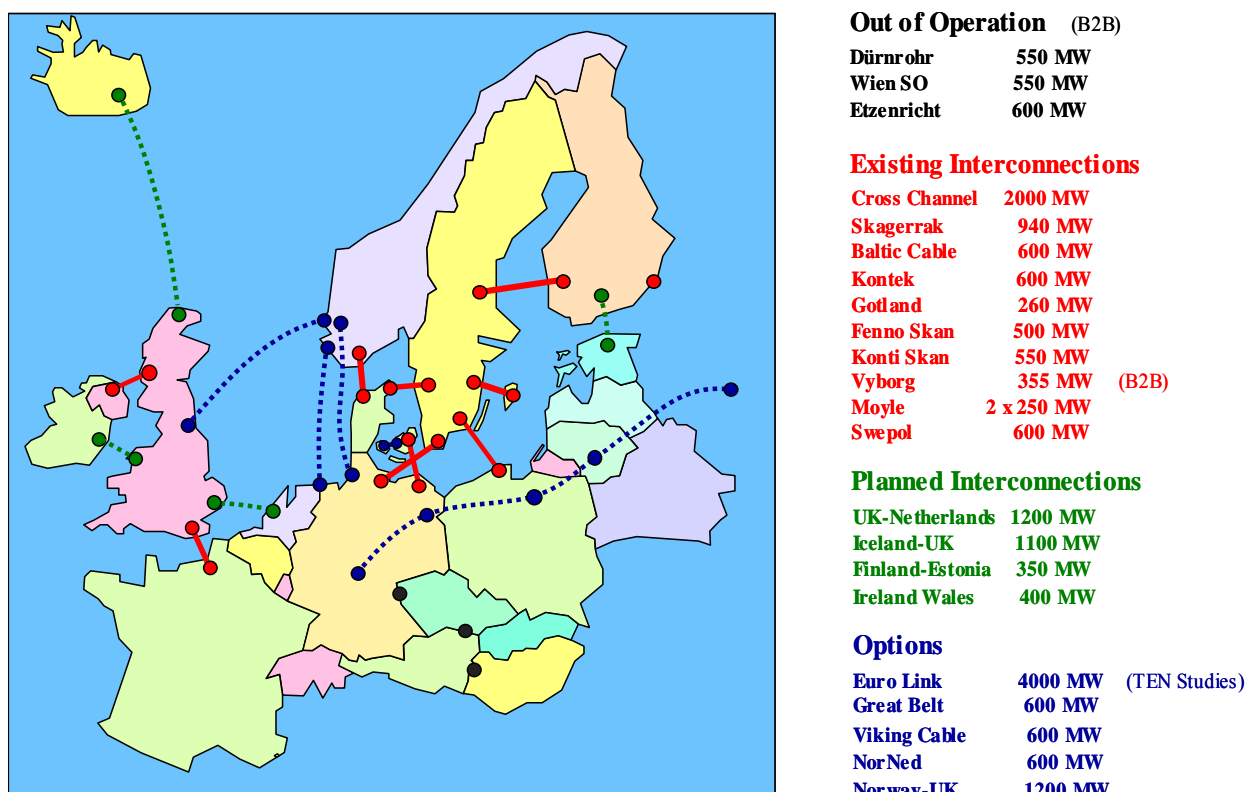 Out of Operation (B2B)
Dürnrohr 550 MW
Wien SO 550 MW
Etzenricht 600 MW
Existing Interconnections
Cross Channel 2000 MW
Skagerrak 940 MW
Baltic Cable 600 MW
Kontek 600 MW
Gotland 260 MW
Fenno Skan 500 MW
Konti Skan 550 MW
Vyborg 355 MW (B2B)
Moyle 2 x 250 MW
Swepol 600 MW
Planned Interconnections
UK-Netherlands 1200 MW
Iceland-UK 1100 MW
Finland-Estonia 350 MW
Ireland Wales 400 MW
Options
Euro Link 4000 MW (TEN Studies)
Great Belt 600 MW
Viking Cable 600 MW
NorNed 600 MW
Norway-UK 1200 MW